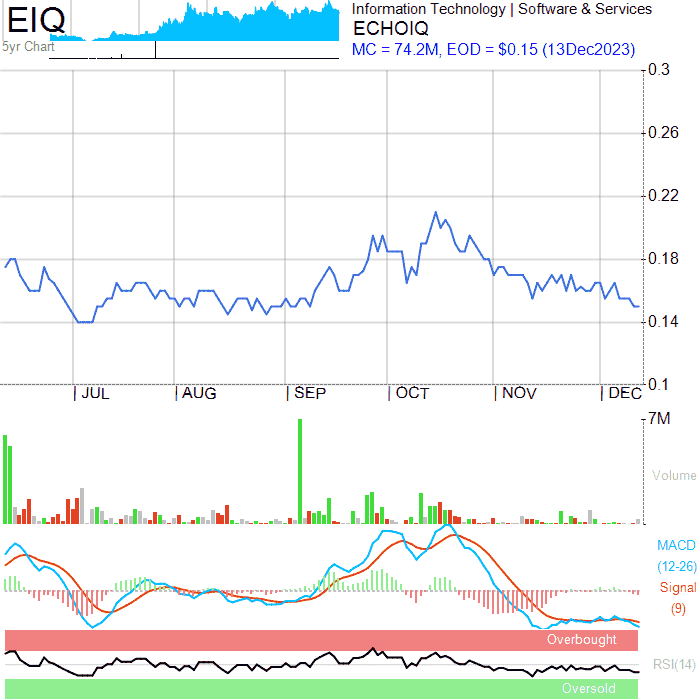 EIQ
5yr Chart
Information Technology | Software & Services
ECHOIQ
MC = 74.2M, EOD = $0.15 (13Dec2023)
0.3
0.26
0.22
0.18
0.14
0.1
| JUL | AUG | SEP | OCT | NOV | DEC
7M
Volume
MACD
(12-26)
Signal
(9)
Overbought
RSI(14)
Oversold